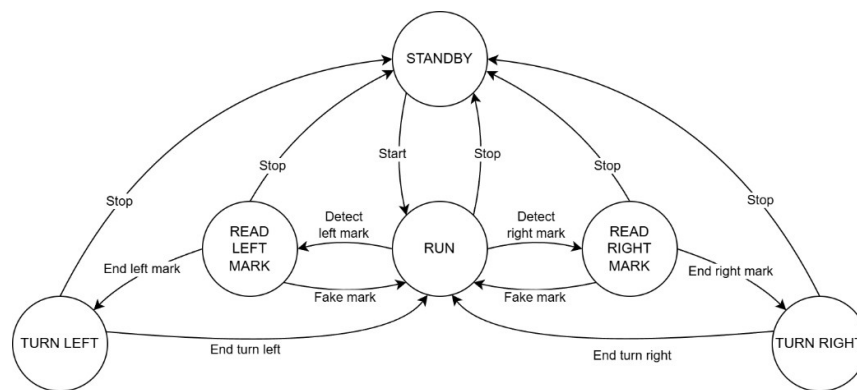 STANDBY
Start
Stop
Stop
Stop
Stop
Stop
READ
LEFT
MARK
Detect
left mark
RUN
Detect
right mark
READ
RIGHT
MARK
End left mark
Fake mark
Fake mark
End right mark
TURN LEFT
End turn left
End turn right
TURN RIGHT